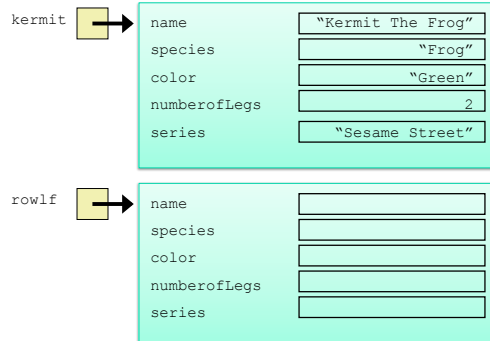 kermit
name “Kermit The Frog”
species “Frog”
color “Green”
numberofLegs 2
series “Sesame Street”
rowlf
name
species
color
numberofLegs
series